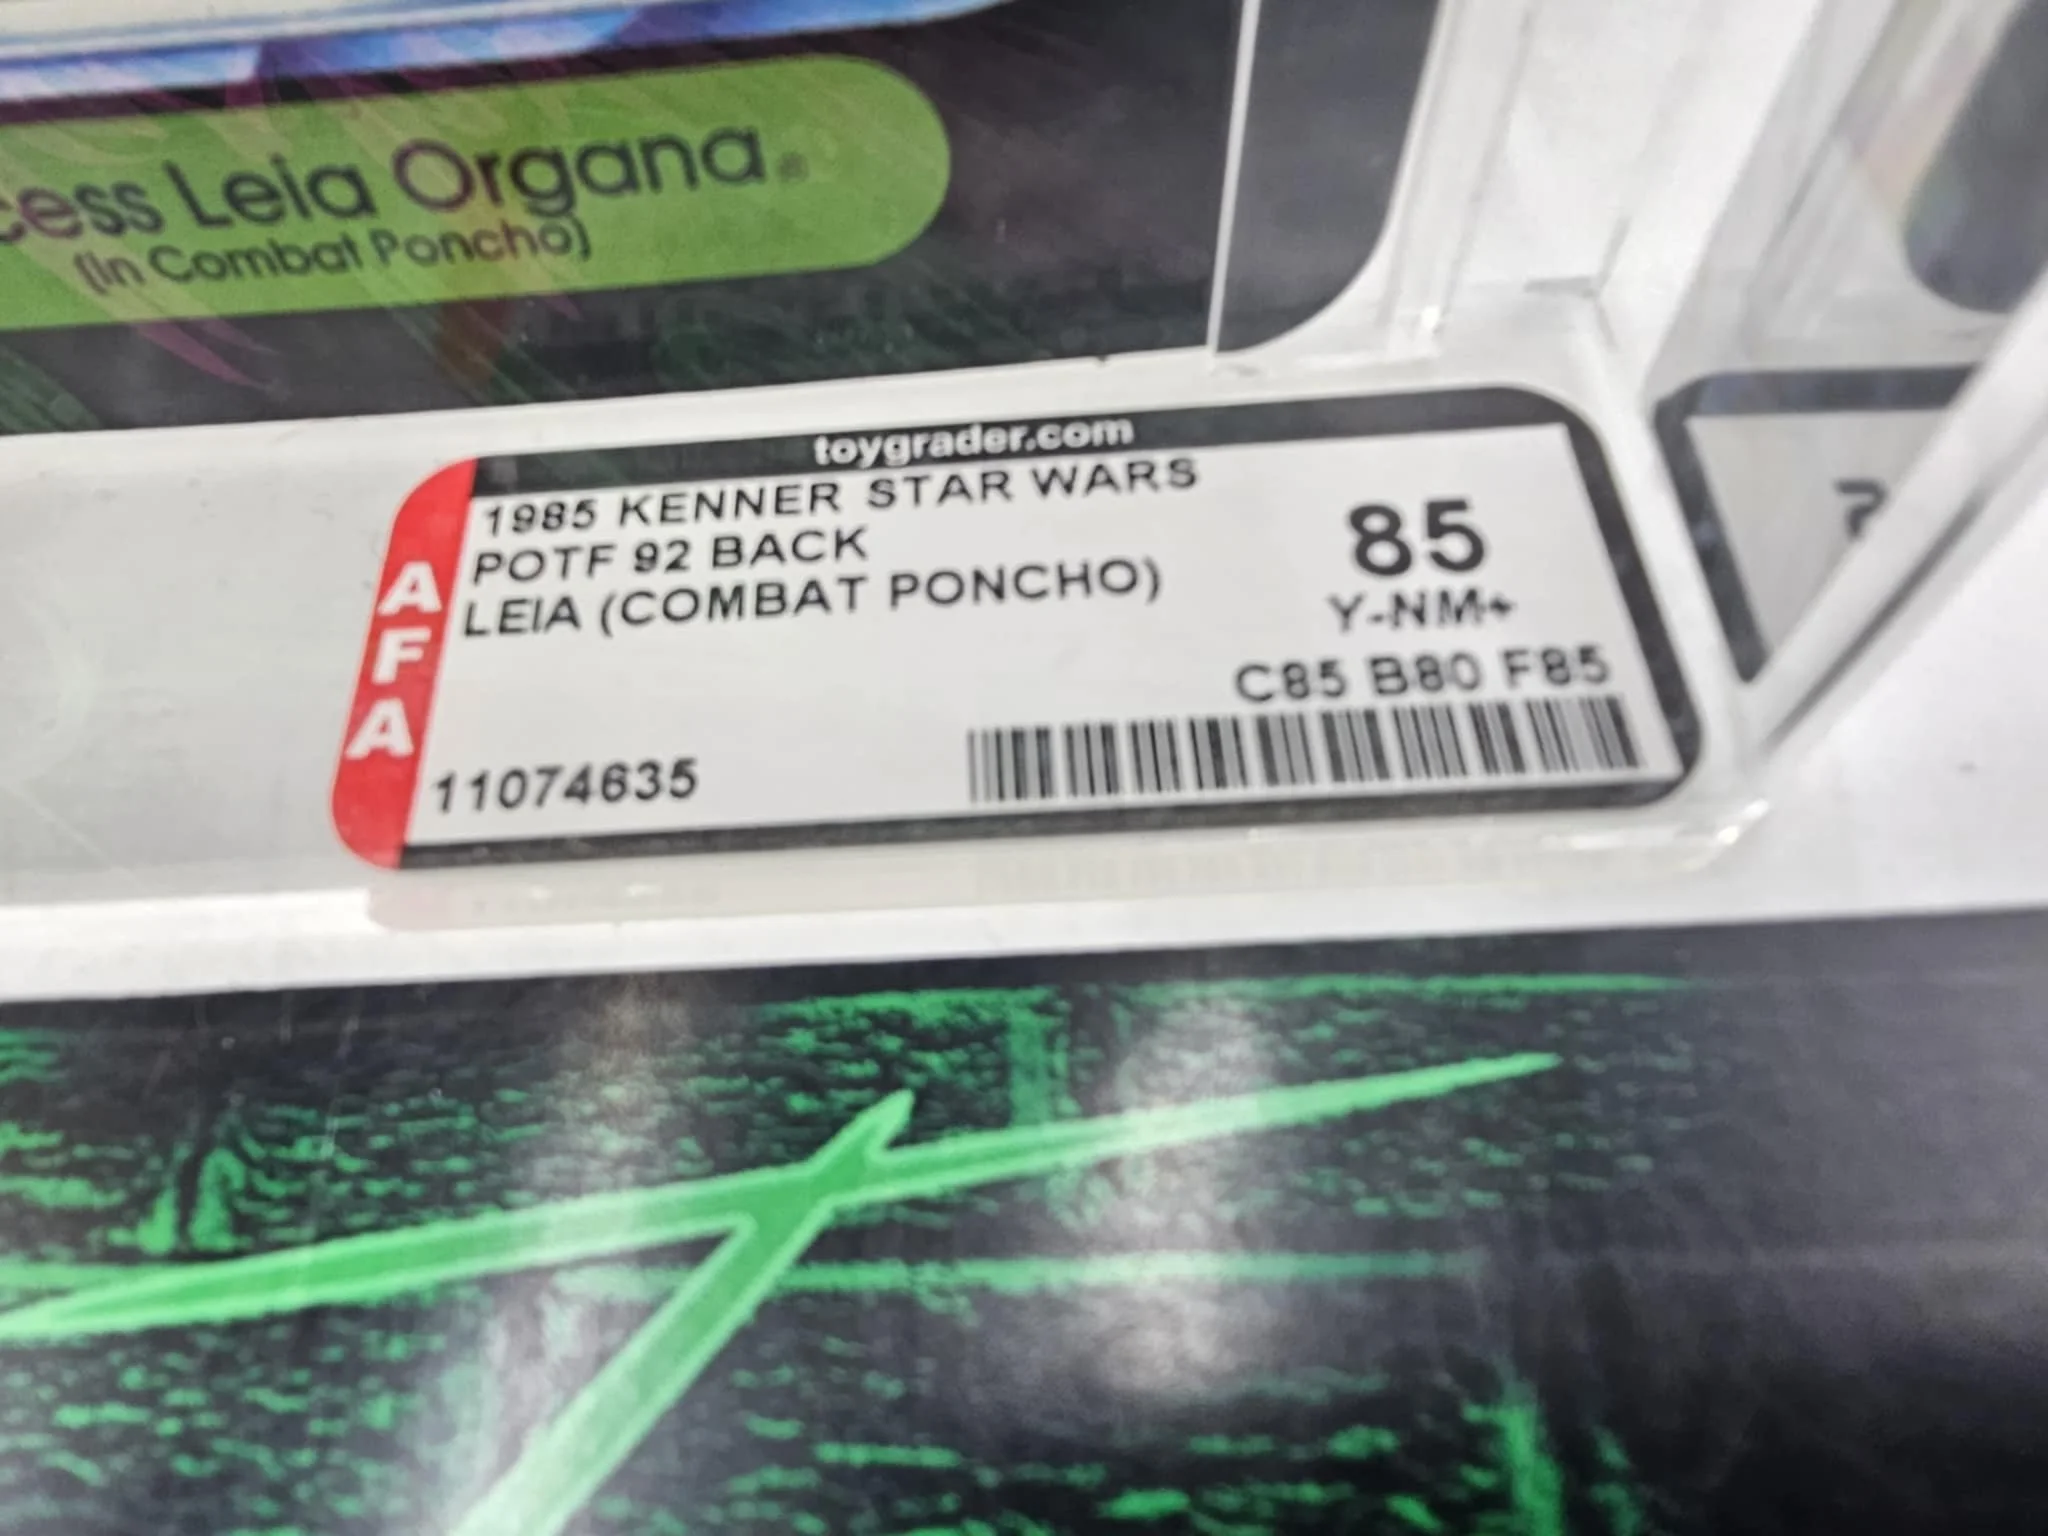 cess Leia Organa
(In Combat Poncho)
toygrader.com
1985 KENNER STAR WARS
POTF 92 BACK
LEIA (COMBAT PONCHO)
85
Y-NM+
C85 B80 F85
AFA
11074635